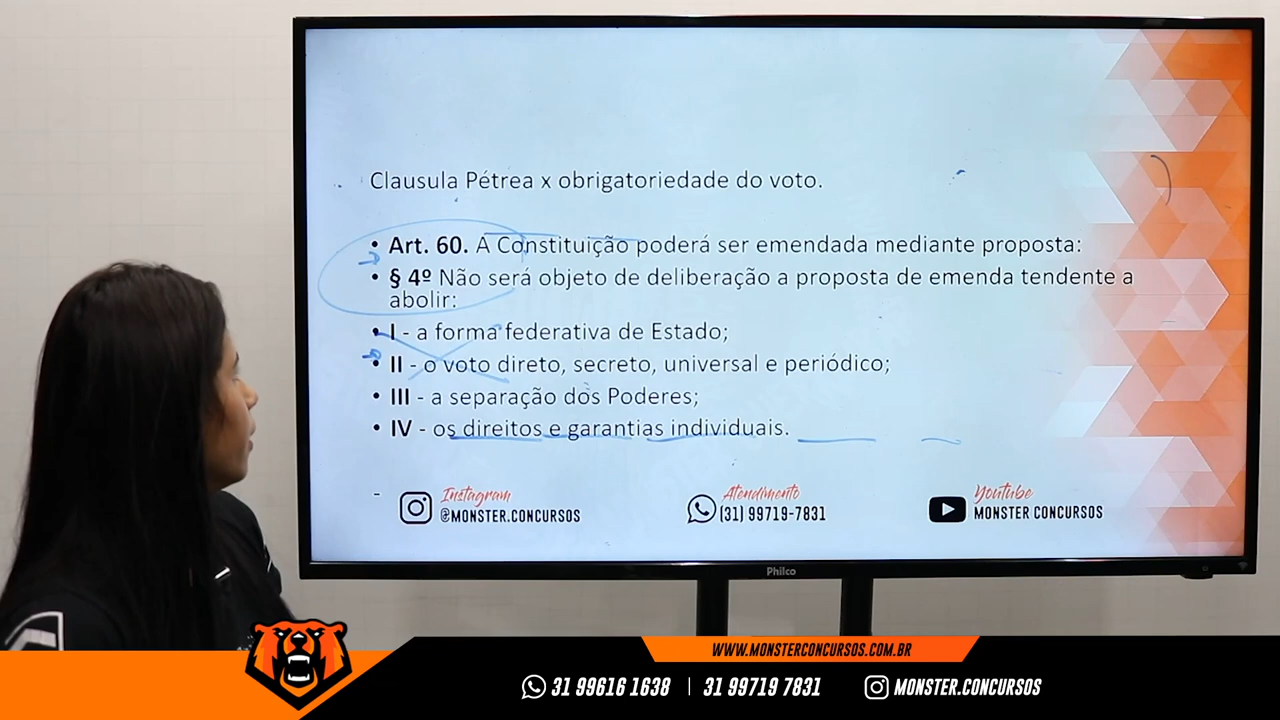 Clausula Pétrea x obrigatoriedade do voto.
• Art. 60. A Constituição poderá ser emendada mediante proposta:
• § 4º Não será objeto de deliberação a proposta de emenda tendente a
abolir:
• I - a forma federativa de Estado;
• II - o voto direto, secreto, universal e periódico;
• III - a separação dos Poderes;
• IV - os direitos e garantias individuais.
Instagram
@MONSTER.CONCURSOS
Atendimento
(31) 99719-7831
Youtube
MONSTER CONCURSOS
Philco
WWW.MONSTERCONCURSOS.COM.BR
31 99616 1638 | 31 99719 7831 MONSTER.CONCURSOS